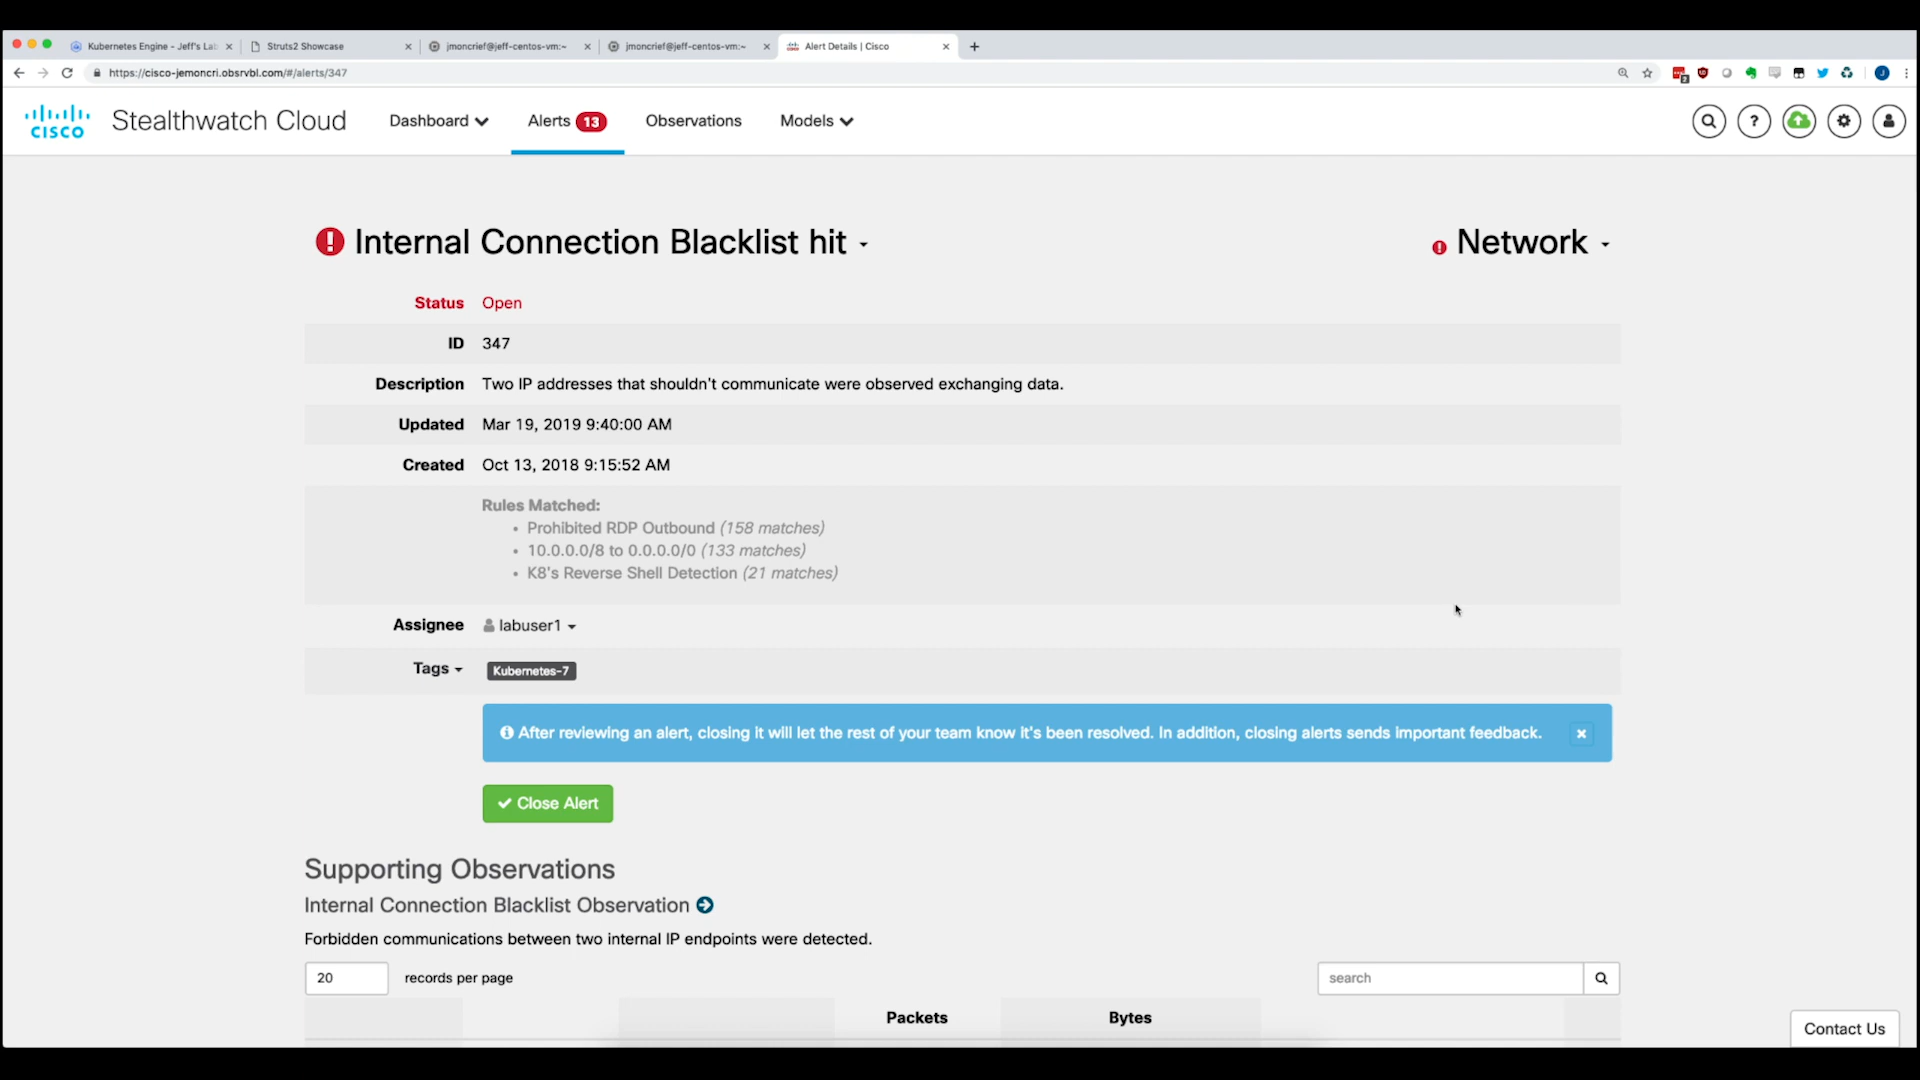 Kubernetes Engine - Jeff's La
Struts2 Showcase
jmoncrief@jeff-centos-vm:~
jmoncrief@jeff-centos-vm:~
Alert Details | Cisco
https://cisco-jemoncri.obsrvbl.com/#/alerts/347
CISCO
Stealthwatch Cloud
Dashboard
Alerts 13
Observations
Models
Internal Connection Blacklist hit
Network
Status Open
ID 347
Description Two IP addresses that shouldn't communicate were observed exchanging data.
Updated Mar 19, 2019 9:40:00 AM
Created Oct 13, 2018 9:15:52 AM
Rules Matched:
• Prohibited RDP Outbound (158 matches)
• 10.0.0.0/8 to 0.0.0.0/0 (133 matches)
• K8's Reverse Shell Detection (21 matches)
Assignee labuser1
Tags Kubernetes-7
After reviewing an alert, closing it will let the rest of your team know it's been resolved. In addition, closing alerts sends important feedback.
Close Alert
Supporting Observations
Internal Connection Blacklist Observation
Forbidden communications between two internal IP endpoints were detected.
20 records per page
search
Packets Bytes
Contact Us